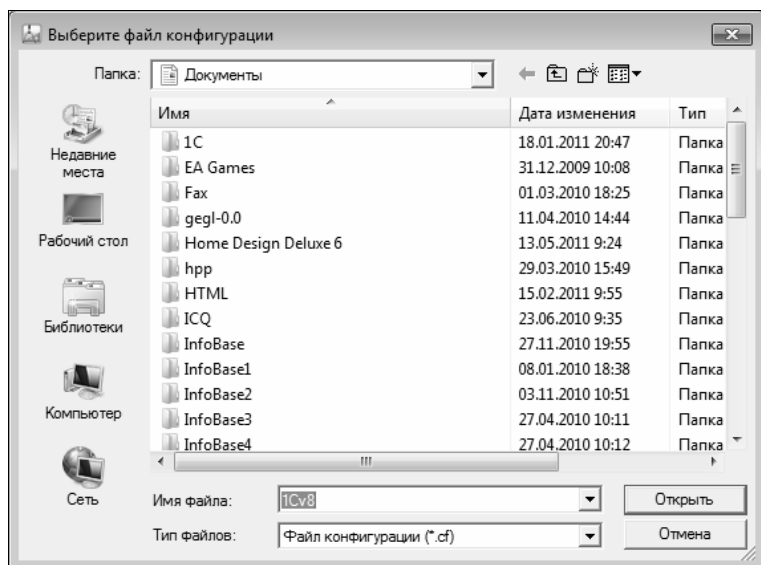 Выберите файл конфигурации
Папка: Документы
Имя Дата изменения Тип
1C 18.01.2011 20:47 Папка
EA Games 31.12.2009 10:08 Папка
Fax 01.03.2010 18:25 Папка
gegl-0.0 11.04.2010 14:44 Папка
Home Design Deluxe 6 13.05.2011 9:24 Папка
hpp 29.03.2010 15:49 Папка
HTML 15.02.2011 9:55 Папка
ICQ 23.06.2010 9:35 Папка
InfoBase 27.11.2010 19:55 Папка
InfoBase1 08.01.2010 18:38 Папка
InfoBase2 03.11.2010 10:51 Папка
InfoBase3 27.04.2010 10:11 Папка
InfoBase4 27.04.2010 10:12 Папка
Недавние
места
Рабочий стол
Библиотеки
Компьютер
Сеть
Имя файла: 1Cv8 Открыть
Тип файлов: Файл конфигурации (*.cf) Отмена